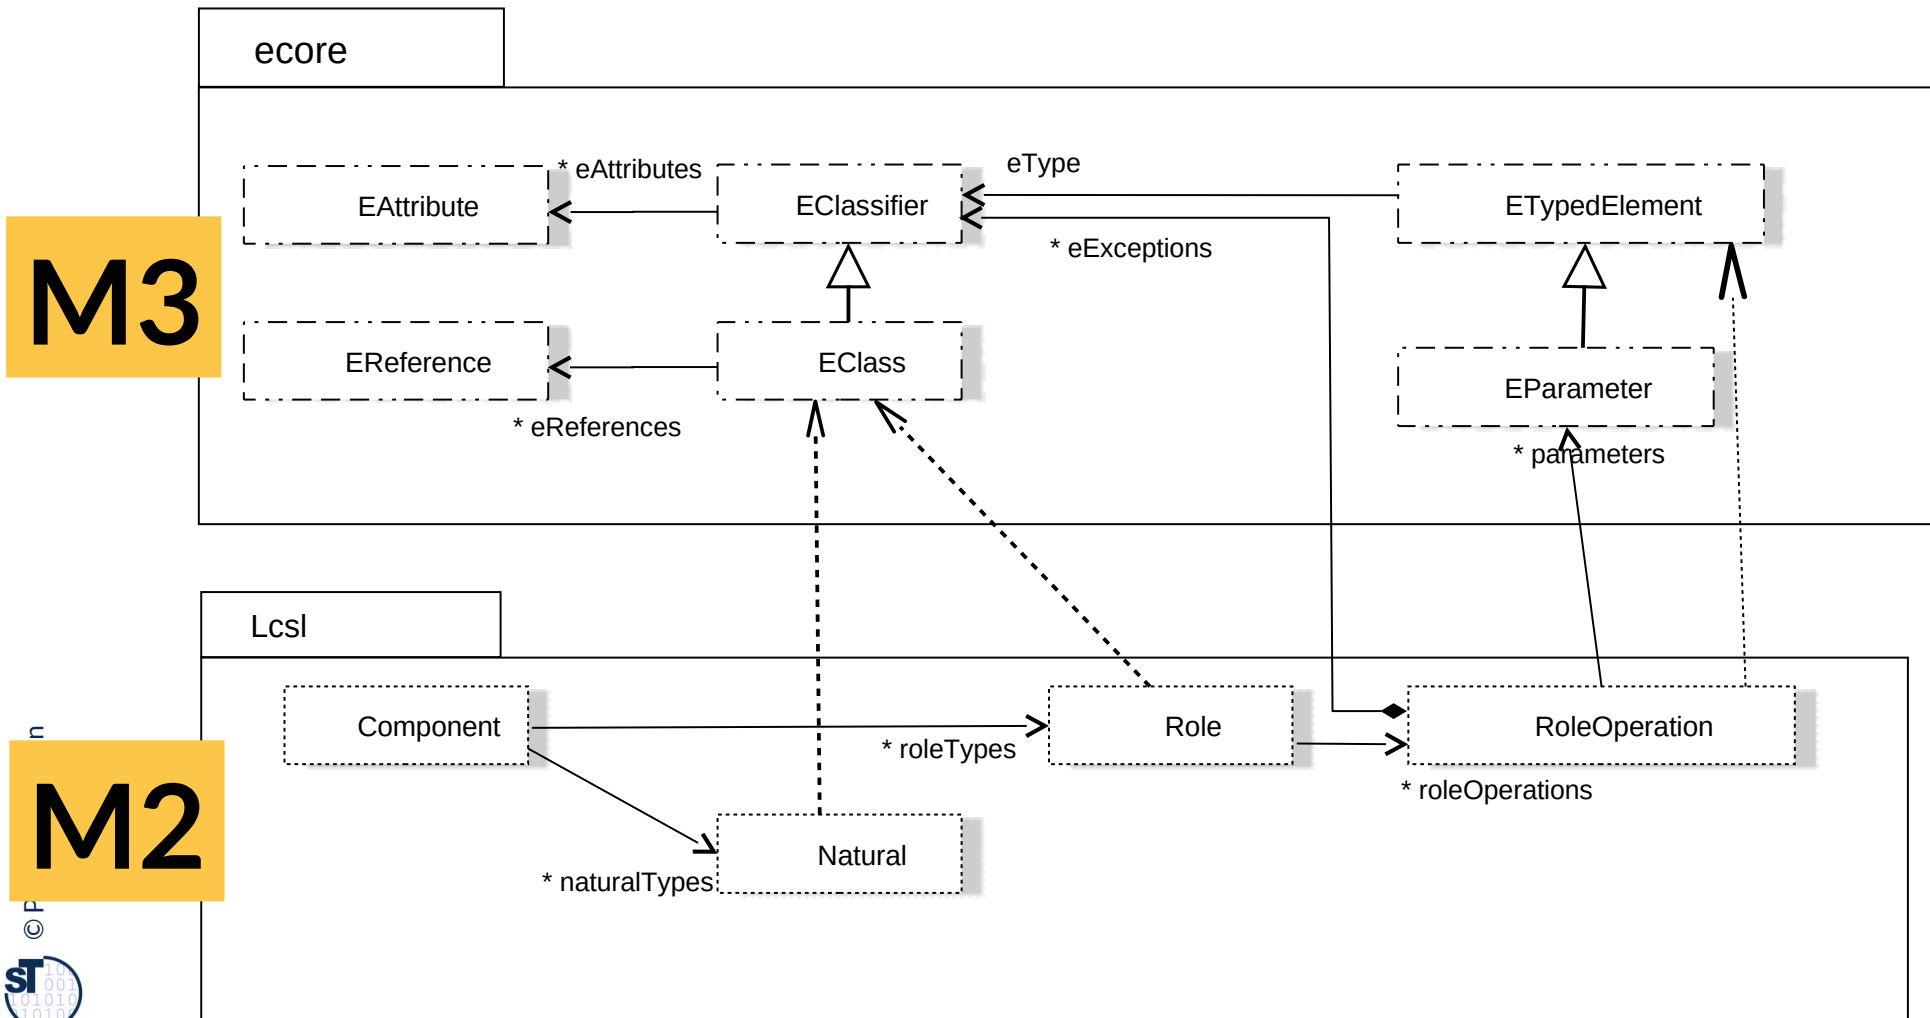 ecore
* eAttributes
eType
EAttribute
EClassifier
ETypedElement
* eExceptions
M3
EReference
EClass
EParameter
* eReferences
* parameters
Lcsl
Component
Role
RoleOperation
* roleTypes
* roleOperations
M2
Natural
* naturalTypes
©
ST